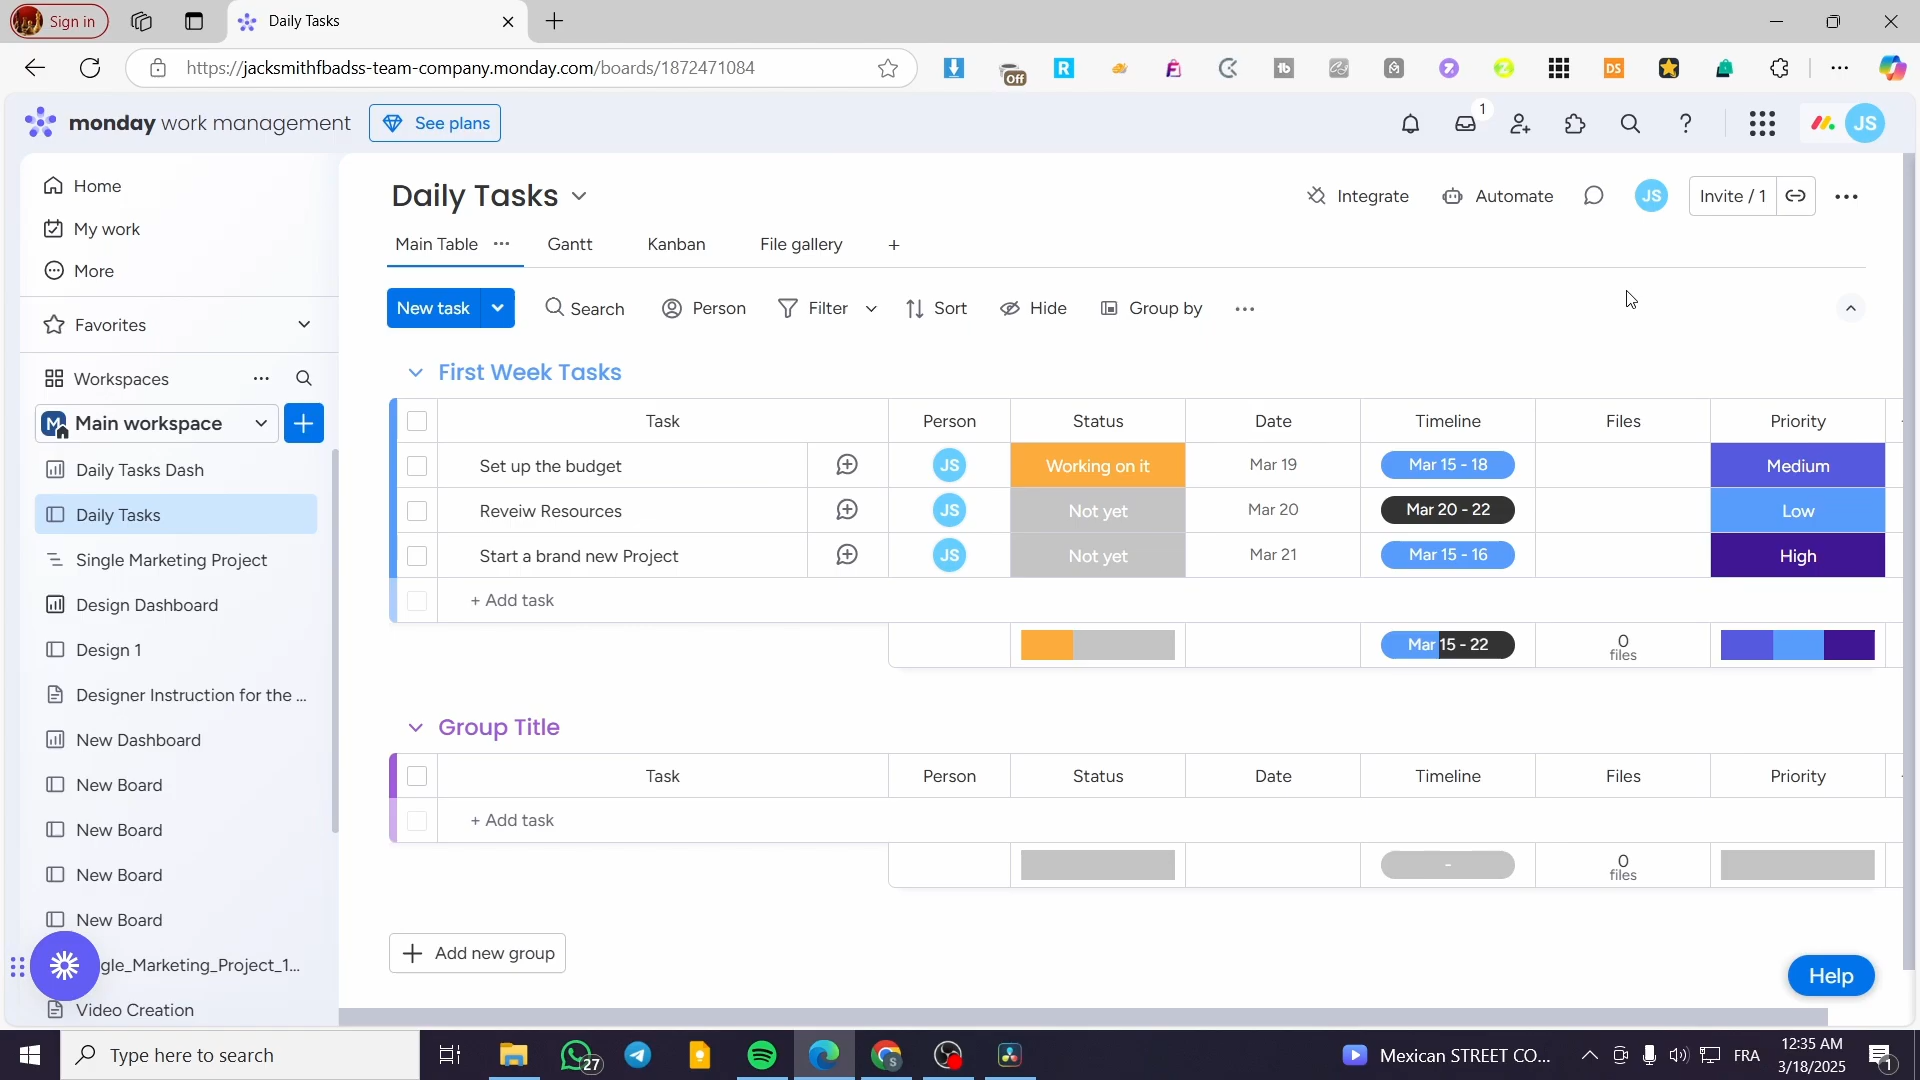 Sign in
Daily Tasks
https://jacksmithfbadss-team-company.monday.com/boards/1872471084
Off
R
tb
DS
monday work management
See plans
1
JS
Home
My work
More
Favorites
Workspaces
M
Main workspace
Daily Tasks Dash
Daily Tasks
Single Marketing Project
Design Dashboard
Design 1
Designer Instruction for the ...
New Dashboard
New Board
New Board
New Board
New Board
gle_Marketing_Project_1...
Video Creation
Daily Tasks
Integrate
Automate
JS
Invite / 1
Main Table
Gantt
Kanban
File gallery
New task
Search
Person
Filter
Sort
Hide
Group by
First Week Tasks
Task Person Status Date Timeline Files Priority
Set up the budget JS Working on it Mar 19 Mar 15 - 18 Medium
Reveiw Resources JS Not yet Mar 20 Mar 20 - 22 Low
Start a brand new Project JS Not yet Mar 21 Mar 15 - 16 High
+ Add task
Mar 15 - 22 0 files
Group Title
Task Person Status Date Timeline Files Priority
+ Add task
- 0 files
Add new group
Help
Type here to search
27
S
Mexican STREET CO...
FRA
12:35 AM
3/18/2025
1